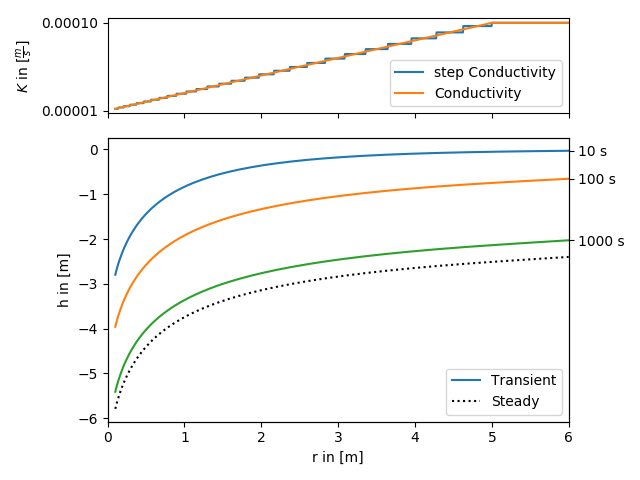 0.00010
0.00001
K in [m/s]
step Conductivity
Conductivity
0
−1
−2
−3
−4
−5
−6
h in [m]
10 s
100 s
1000 s
Transient
Steady
0 1 2 3 4 5 6
r in [m]